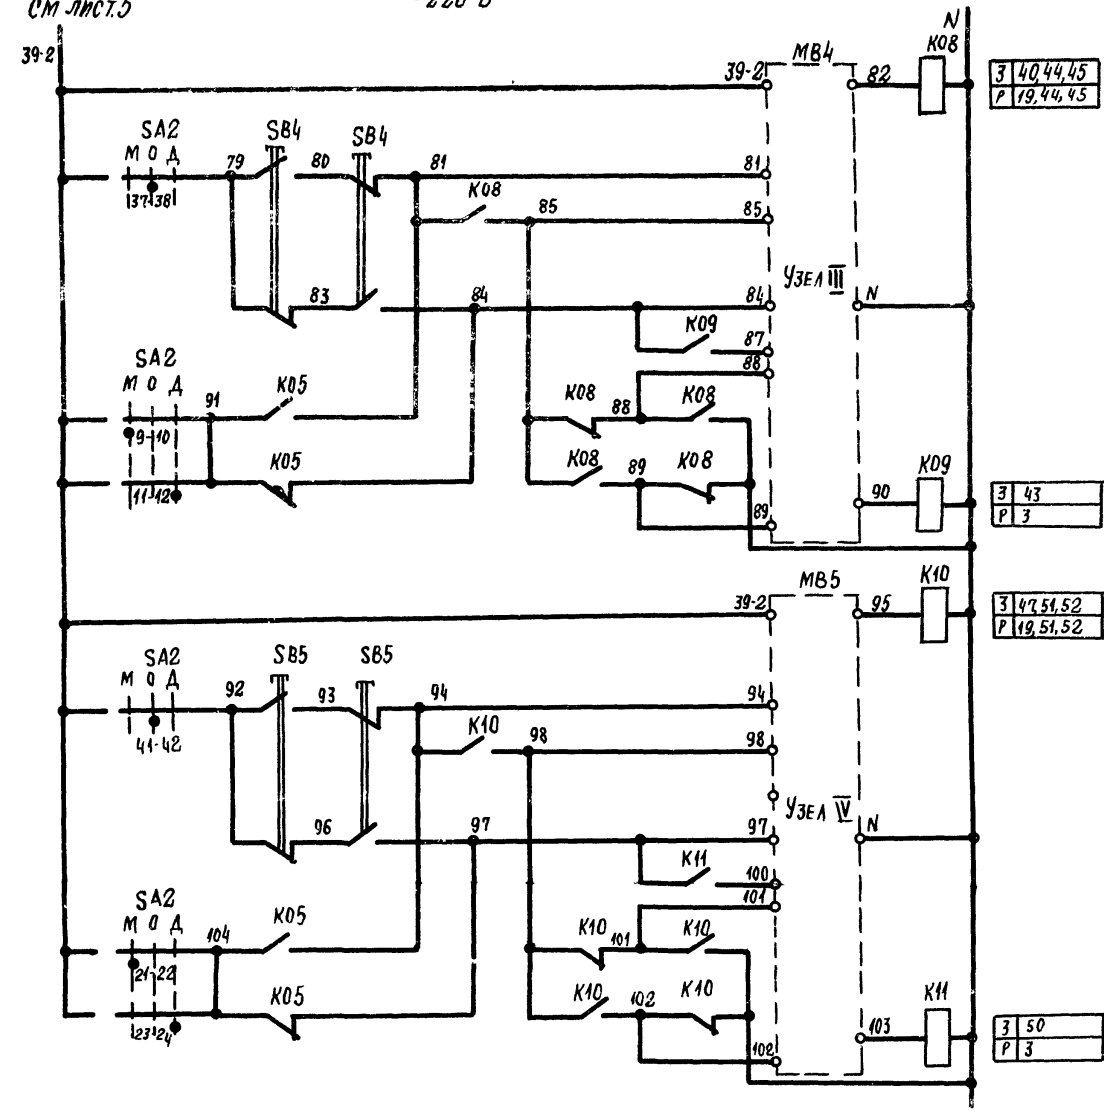 СМ ЛИСТ.5
39-2
N
К08
МВ4
39-2
82
З 40,44,45
Р 19,44,45
SA2
М О Д
37-38
79
SB4
80
SB4
81
81
К08
85
85
УЗЕЛ III
83
84
84
N
К09
87
88
SA2
М О Д
9-10
11-12
91
К05
К05
К08
88
К08
К08
89
К08
89
К09
90
З 43
Р 3
МВ5
К10
39-2
95
З 47,51,52
Р 19,51,52
SA2
М О Д
41-42
92
SB5
93
SB5
94
94
К10
98
98
УЗЕЛ IV
96
97
97
N
К11
100
101
SA2
М О Д
21-22
23-24
104
К05
К05
К10
101
К10
К10
102
К10
102
К11
103
З 50
Р 3